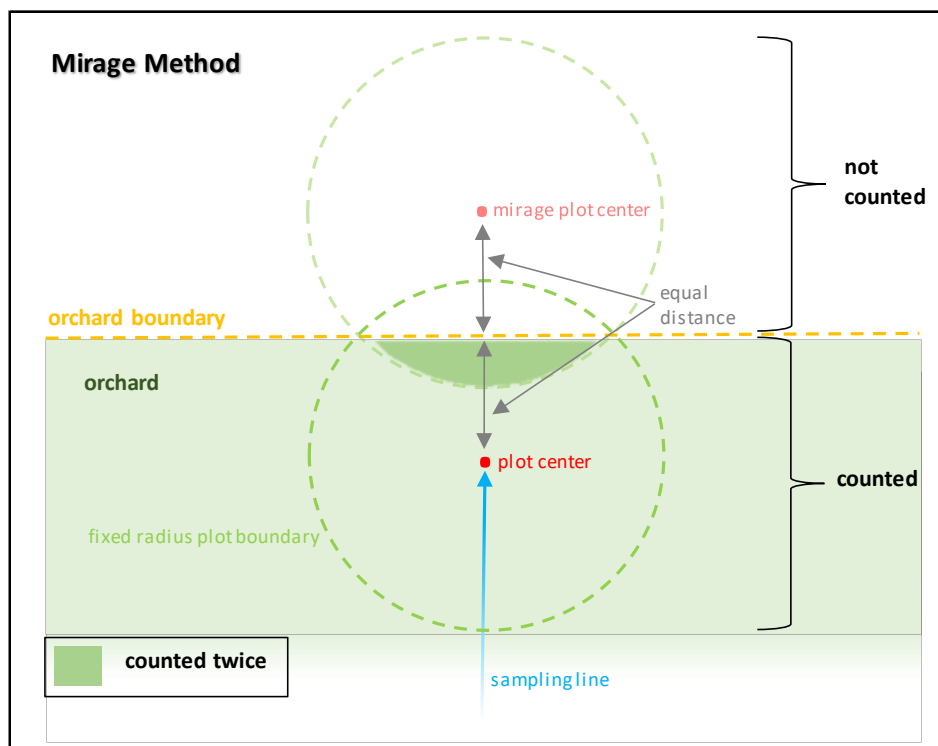 Mirage Method
not
counted
mirage plot center
equal
distance
orchard boundary
orchard
plot center
counted
fixed radius plot boundary
counted twice
sampling line